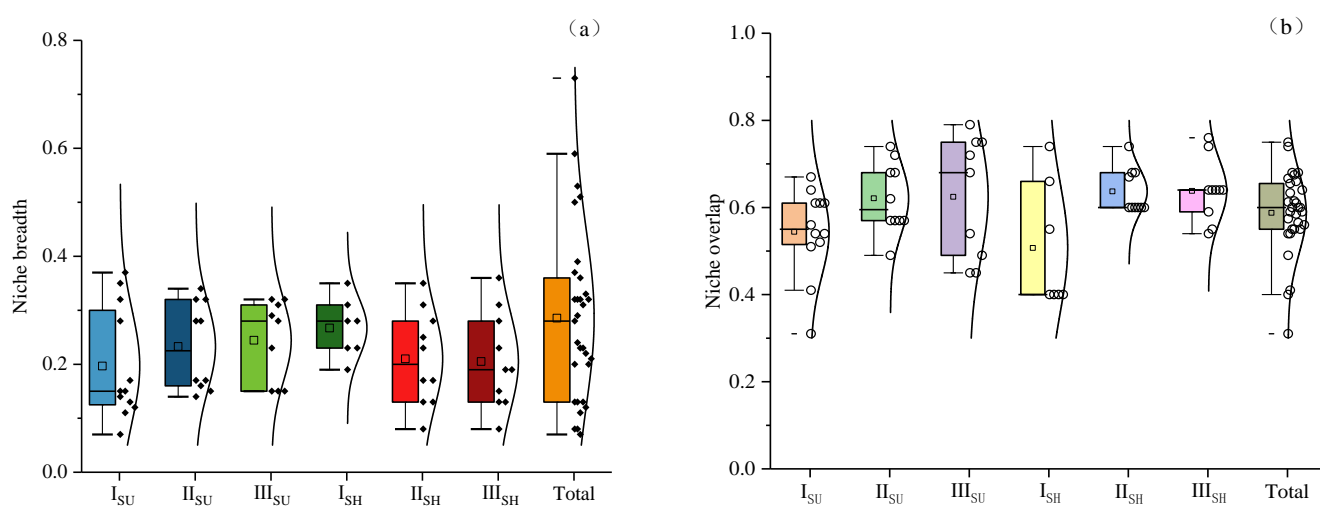 （a）
0.8
0.6
0.4
0.2
0.0
Niche breadth
I_SU II_SU III_SU I_SH II_SH III_SH Total
（b）
1.0
0.8
0.6
0.4
0.2
0.0
Niche overlap
I_SU II_SU III_SU I_SH II_SH III_SH Total